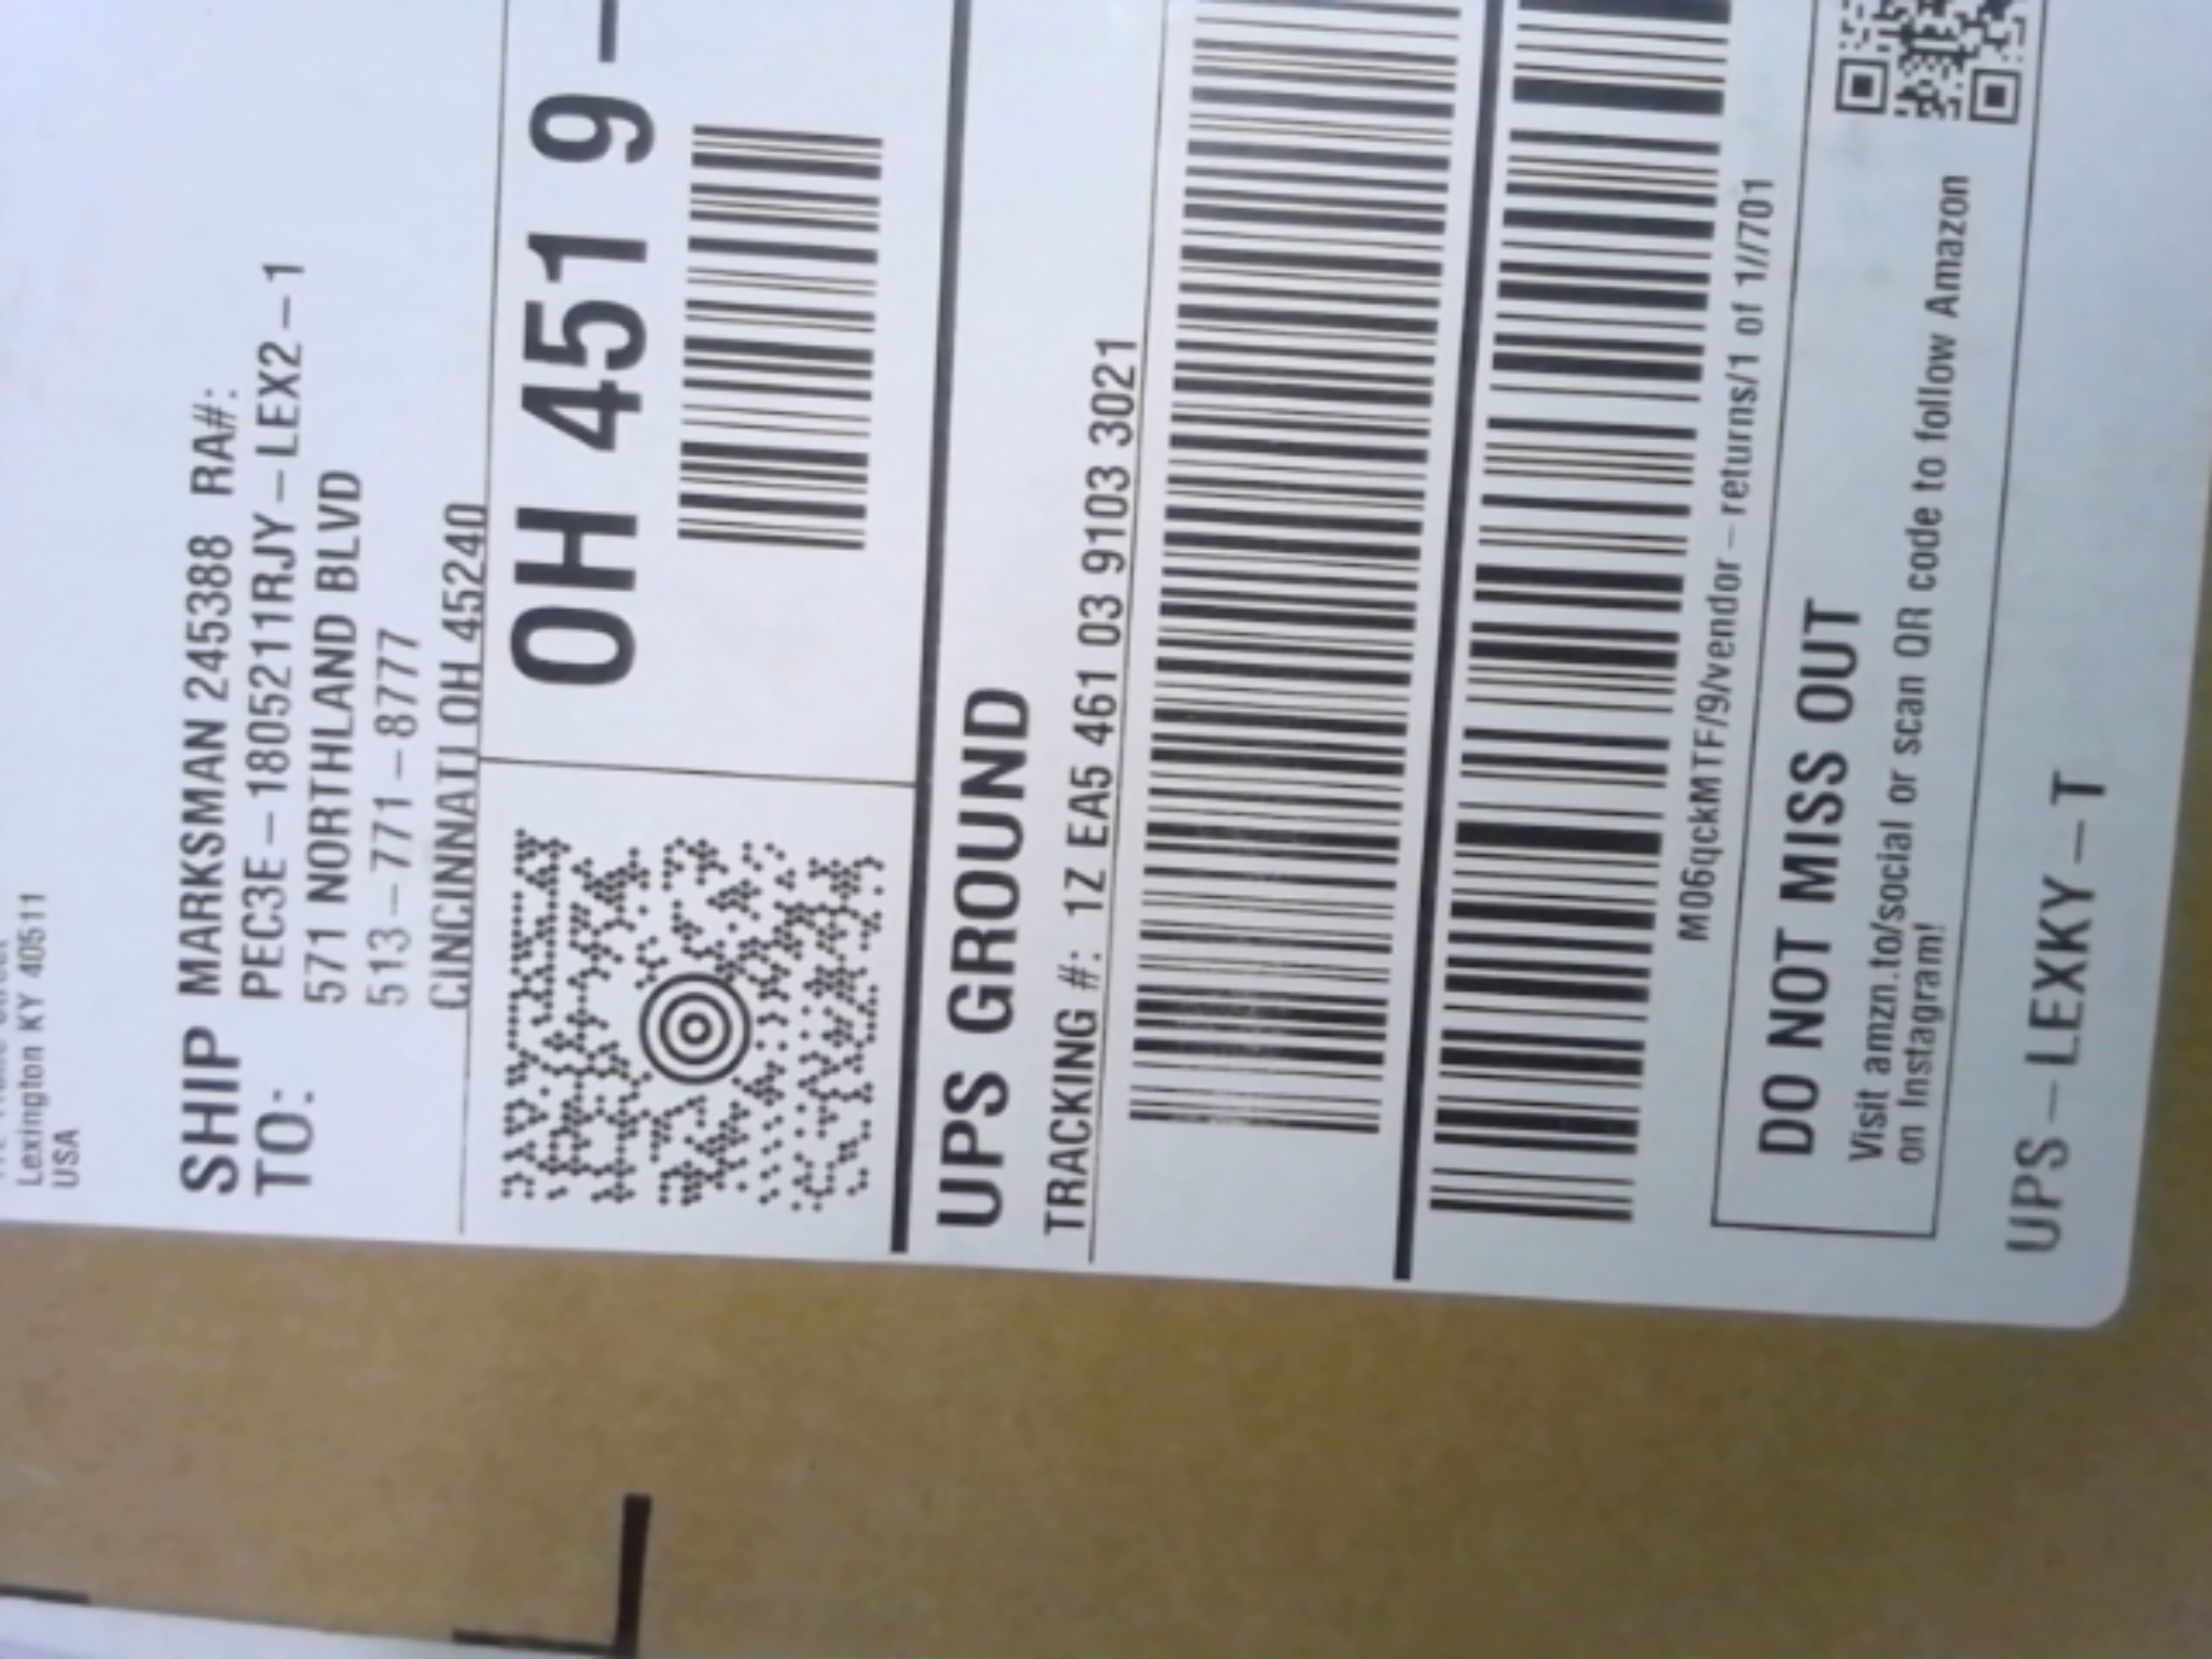 Lexington KY 40511
USA
SHIP TO:
MARKSMAN 245388 RA#:
PEC3E-1805211RJY-LEX2-1
571 NORTHLAND BLVD
513-771-8777
CINCINNATI OH 45240
OH 451 9-
UPS GROUND
TRACKING #: 1Z EA5 461 03 9103 3021
M06qckMTF/9/vendor-returns/1 of 1//701
DO NOT MISS OUT
Visit amzn.to/social or scan QR code to follow Amazon
on Instagram!
UPS-LEXKY-T